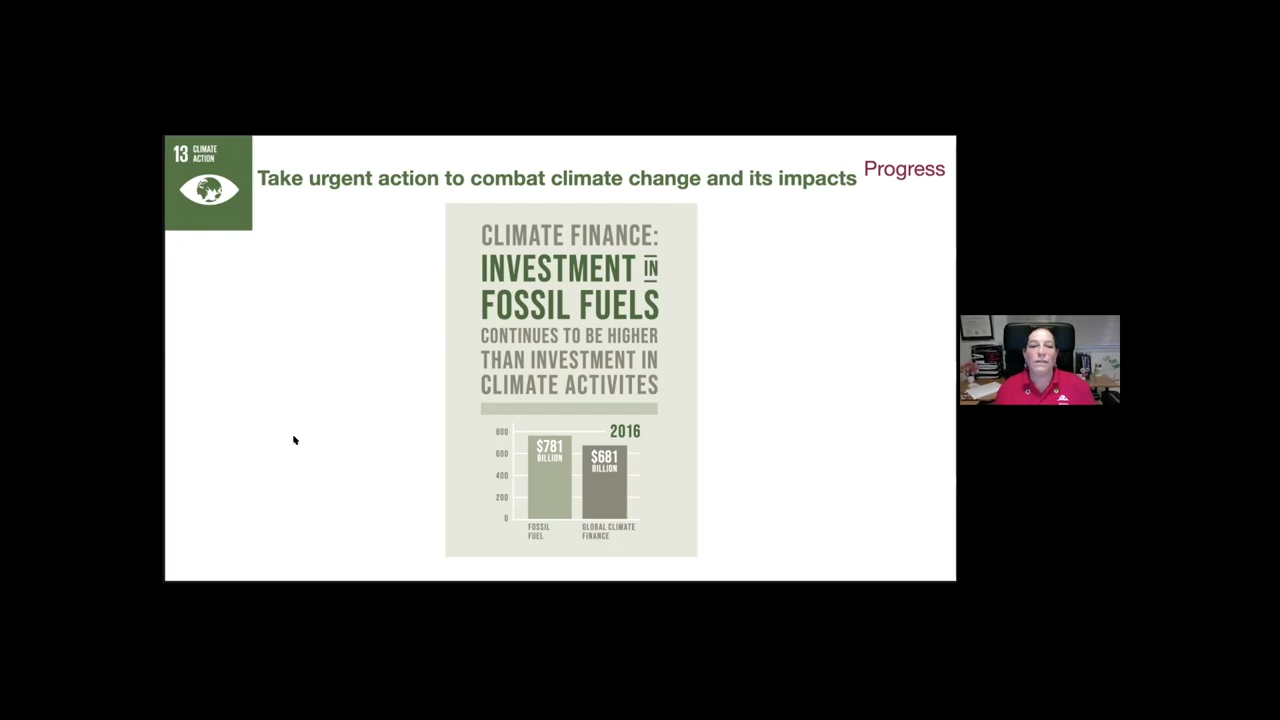 13 CLIMATE
ACTION
Take urgent action to combat climate change and its impacts
Progress
CLIMATE FINANCE:
INVESTMENT IN
FOSSIL FUELS
CONTINUES TO BE HIGHER
THAN INVESTMENT IN
CLIMATE ACTIVITES
2016
800
600
400
200
0
$781
BILLION
$681
BILLION
FOSSIL
FUEL
GLOBAL CLIMATE
FINANCE